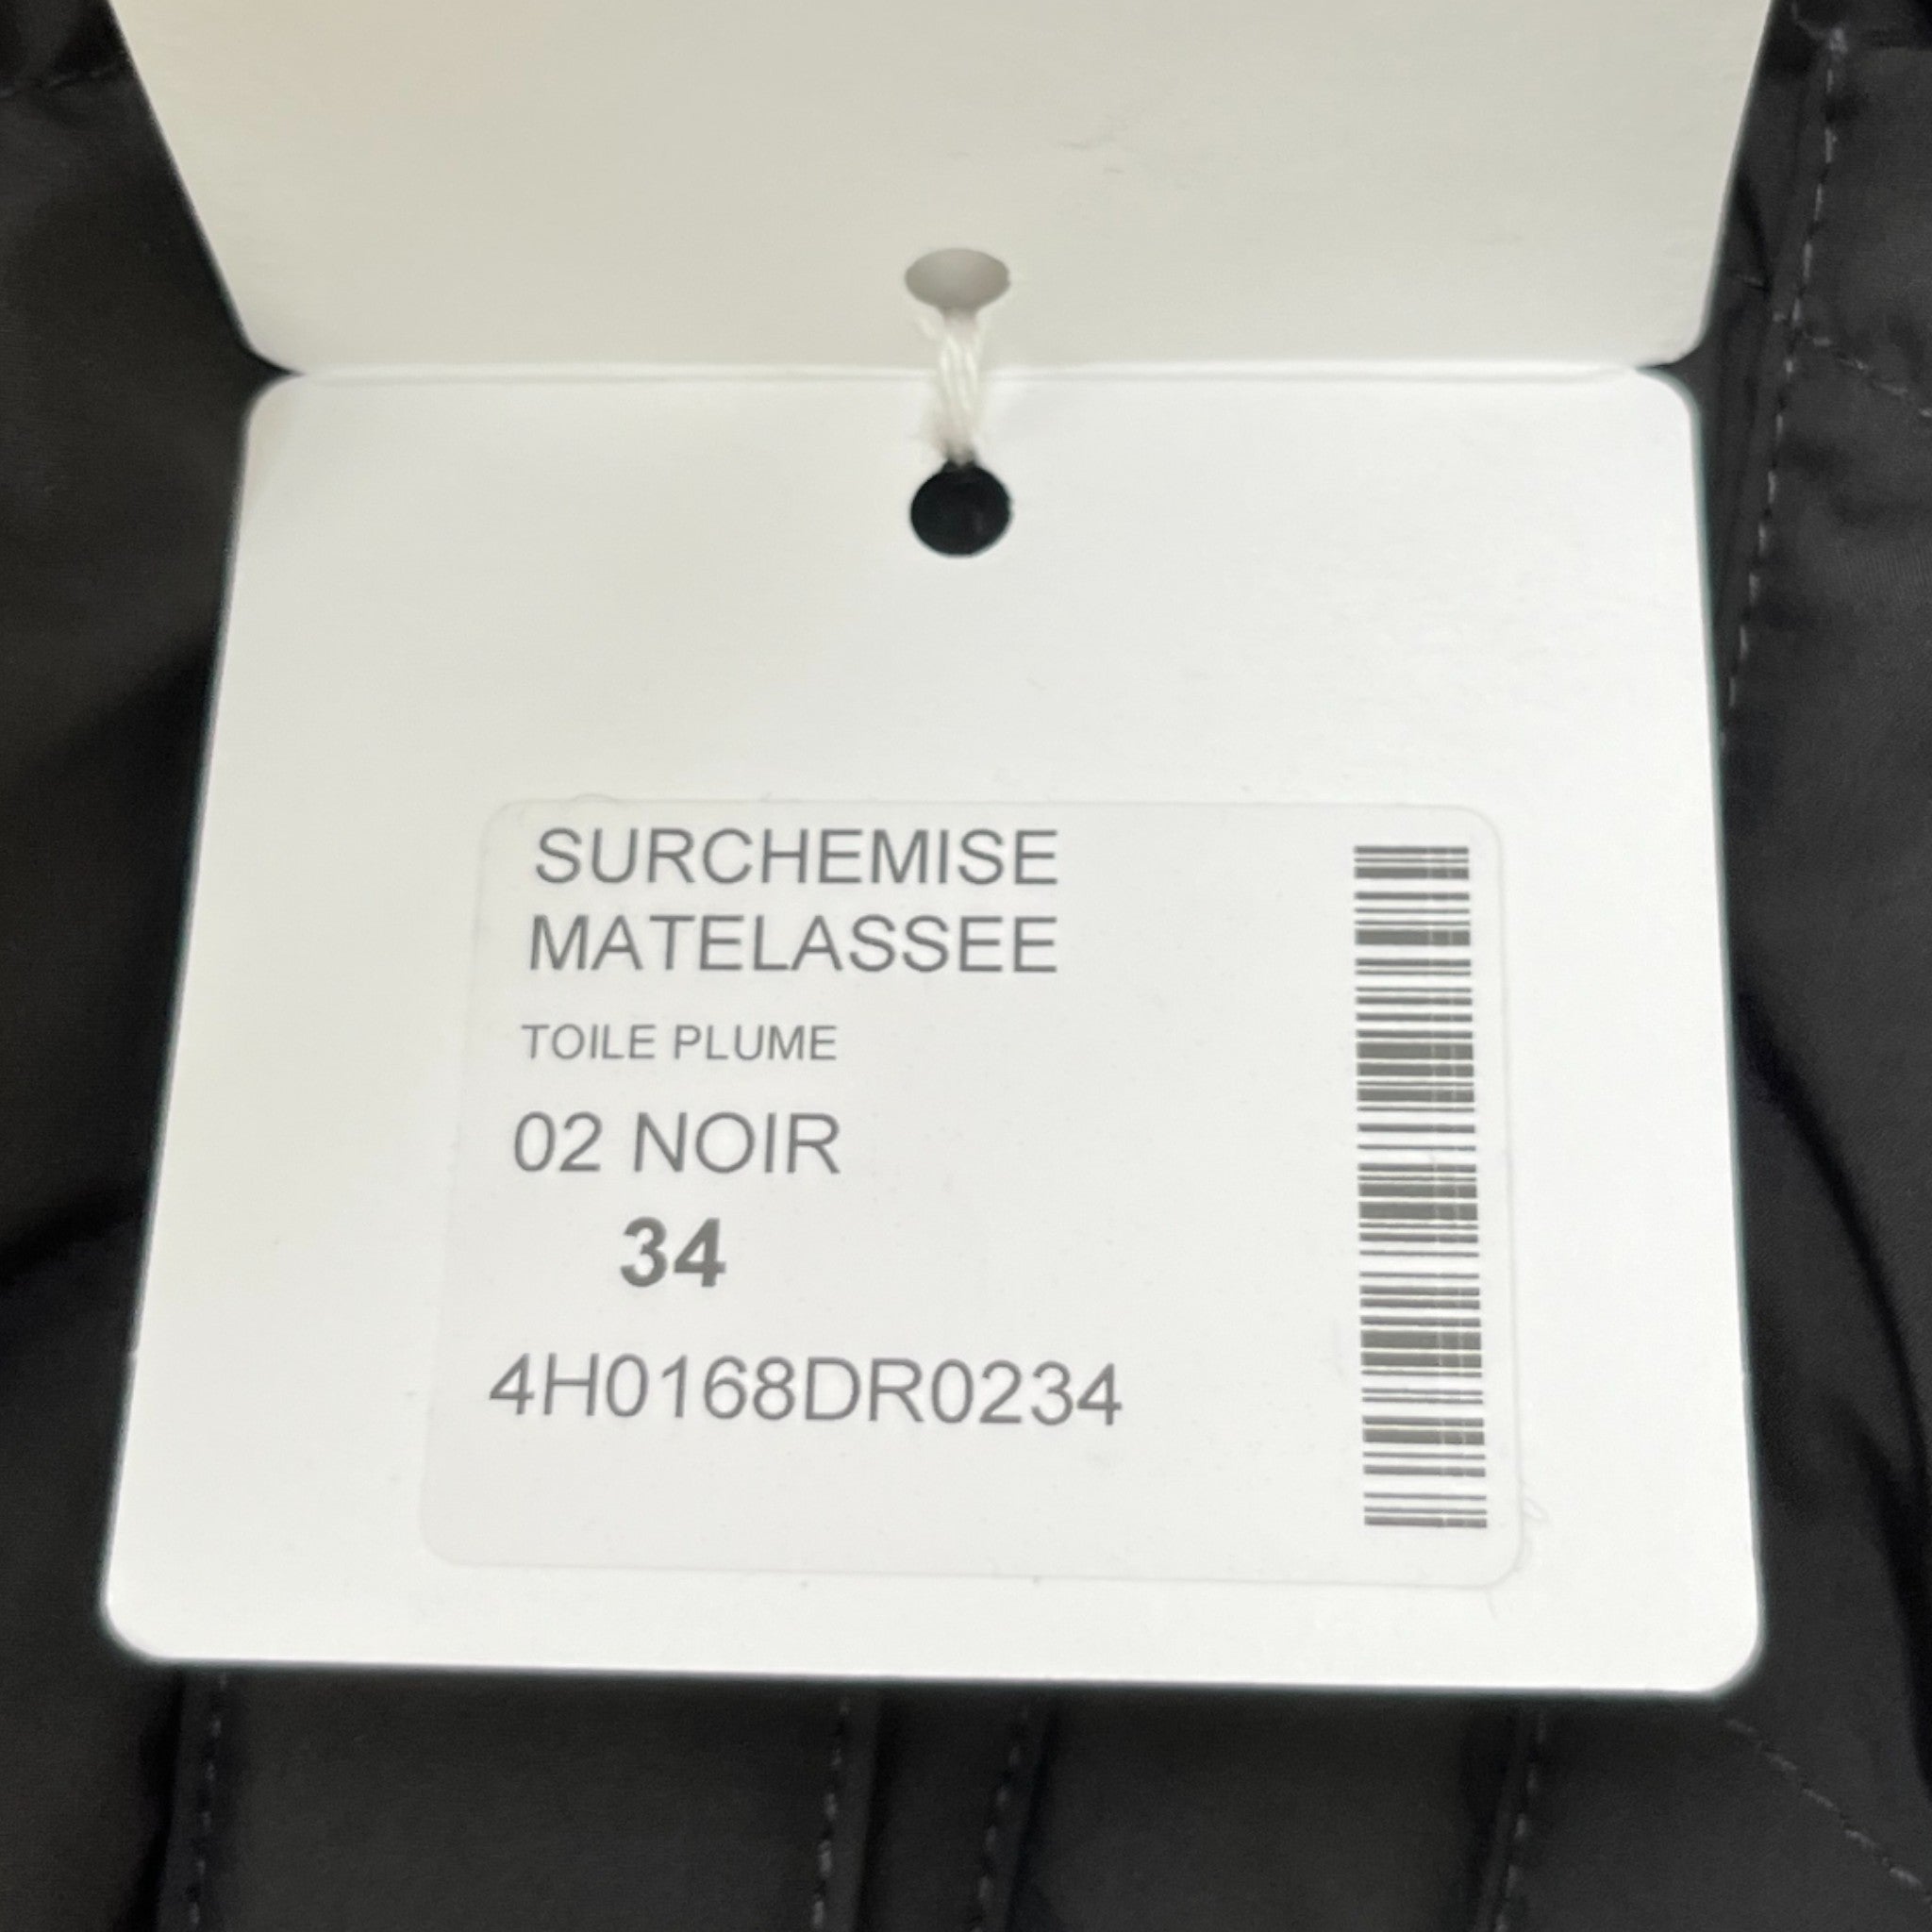 SURCHEMISE
MATELASSEE
TOILE PLUME
02 NOIR
34
4H0168DR0234